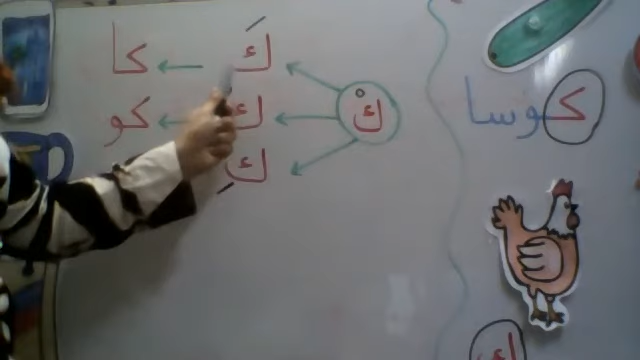 كوسا
كْ
كَ ← كا
ك ← كو
كِ